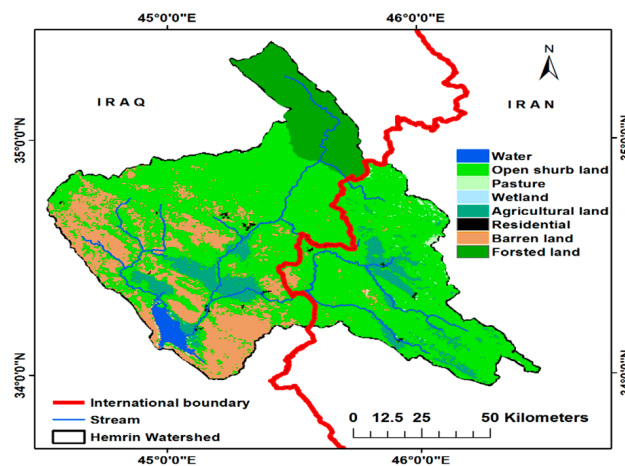 45°0'0"E 46°0'0"E
N
IRAQ IRAN
35°0'0"N
Water
Open shurb land
Pasture
Wetland
Agricultural land
Residential
Barren land
Forsted land
34°0'0"N
International boundary
Stream
Hemrin Watershed
0 12.5 25 50 Kilometers
45°0'0"E 46°0'0"E